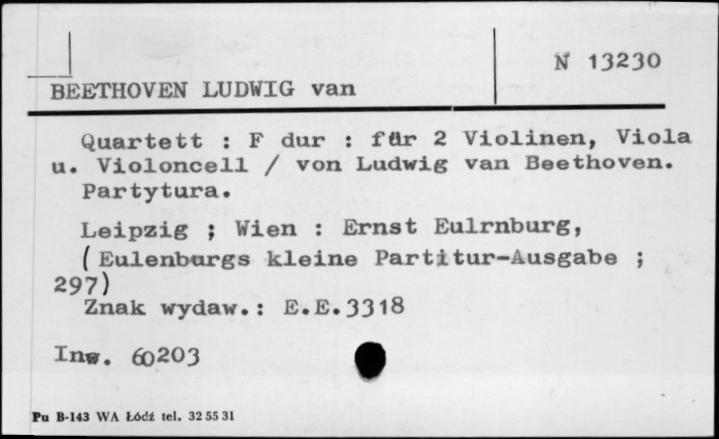 N 13230
BEETHOVEN LUDWIG van
Quartett : F dur : für 2 Violinen, Viola
u. Violoncell / von Ludwig van Beethoven.
Partytura.
Leipzig ; Wien : Ernst Eulrnburg,
( Eulenburgs kleine Partitur-Ausgabe ;
297)
Znak wydaw.: E.E.3318
Inw. 60203
Pu B-143 WA Łódź tel. 32 55 31